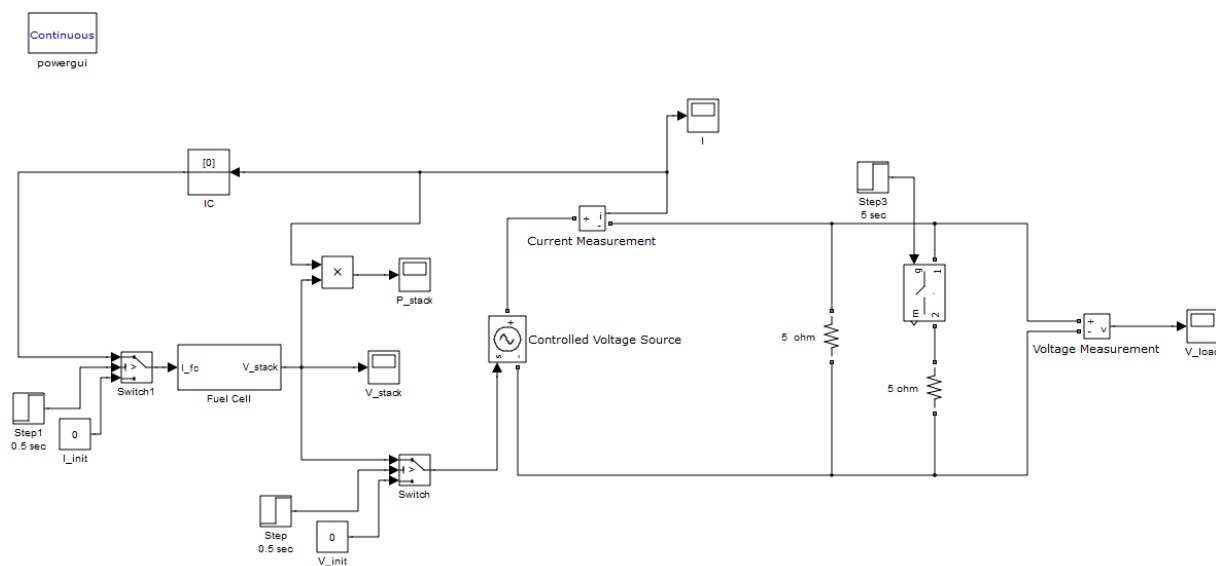 Continuous
powergui
I
[0]
IC
Step3
5 sec
i
+
-
Current Measurement
×
P_stack
g
1
m
2
+
s
-
Controlled Voltage Source
5 ohm
+
-
v
Voltage Measurement
V_load
>
Switch1
I_fc
V_stack
Fuel Cell
V_stack
5 ohm
Step1
0.5 sec
0
I_init
>
Switch
Step
0.5 sec
0
V_init